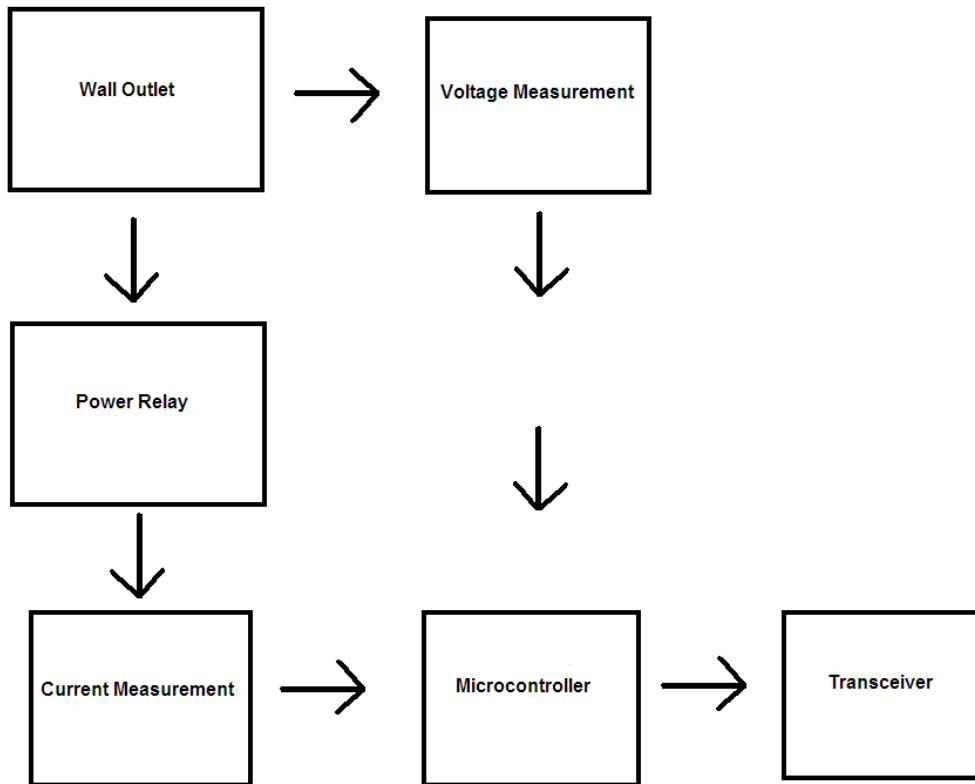 Wall Outlet
Voltage Measurement
Power Relay
Current Measurement
Microcontroller
Transceiver